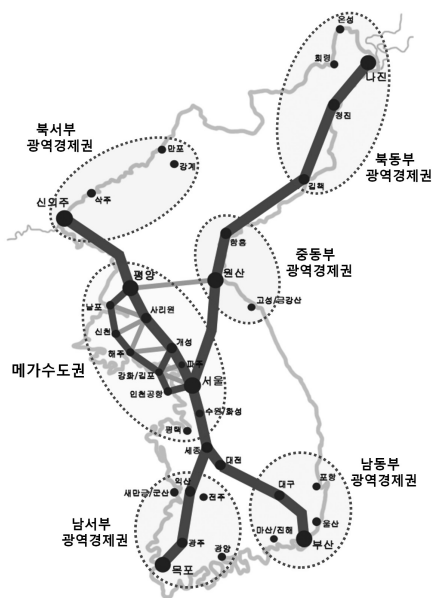 온성
회령
나진
청진
북서부
광역경제권
만포
강계
북동부
광역경제권
김책
삭주
신의주
함흥
중동부
광역경제권
평양
원산
고성/금강산
남포
사리원
신천
개성
해주
파주
메가수도권
강화/김포
서울
인천공항
수원/화성
평택
세종
대전
남동부
광역경제권
대구
포항
익산
새만금/군산
전주
남서부
광역경제권
울산
마산/진해
부산
광주
광양
목포